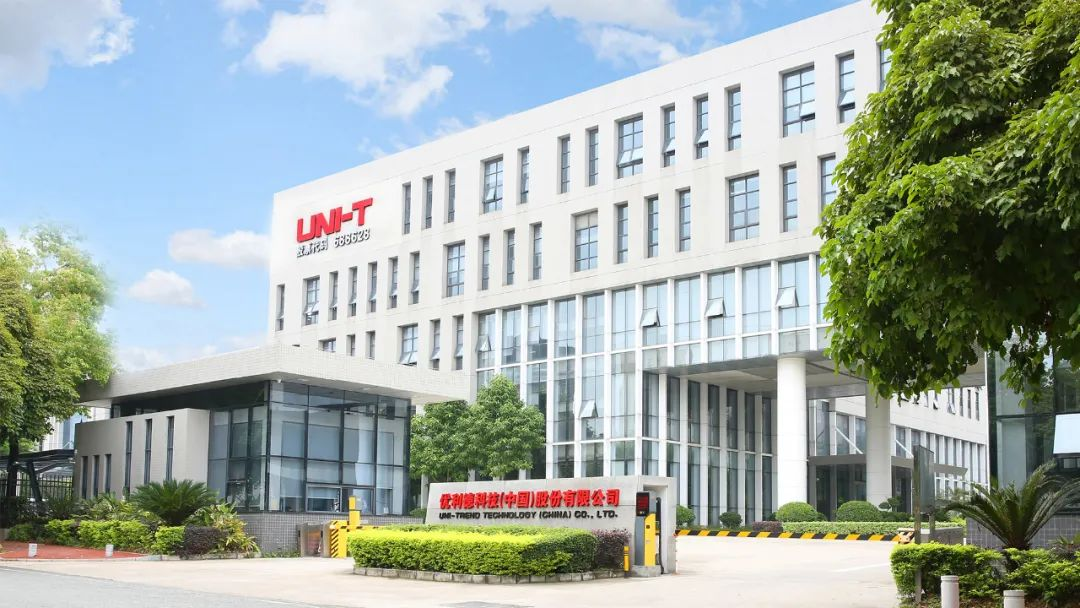 UNI-T
股票代码 688628
优利德科技(中国)股份有限公司
UNI-TREND TECHNOLOGY (CHINA) CO., LTD.